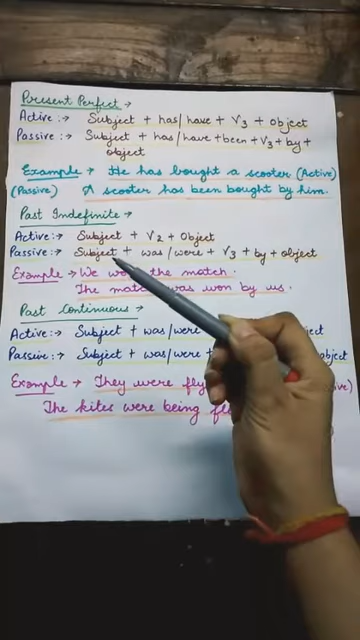 Present Perfect →
Active :→ Subject + has/have + V3 + object
Passive :→ Subject + has/have + been + V3 + by +
object
Example → He has bought a scooter (Active)
(Passive) A scooter has been bought by him.
Past Indefinite →
Active :→ Subject + V2 + Object
Passive :→ Subject + was/were + V3 + by + object
Example → We the match.
The match was won by us.
Past Continuous →
Active :→ Subject + was/were
Passive :→ Subject + was/were + object
Example → They were
The kites were being